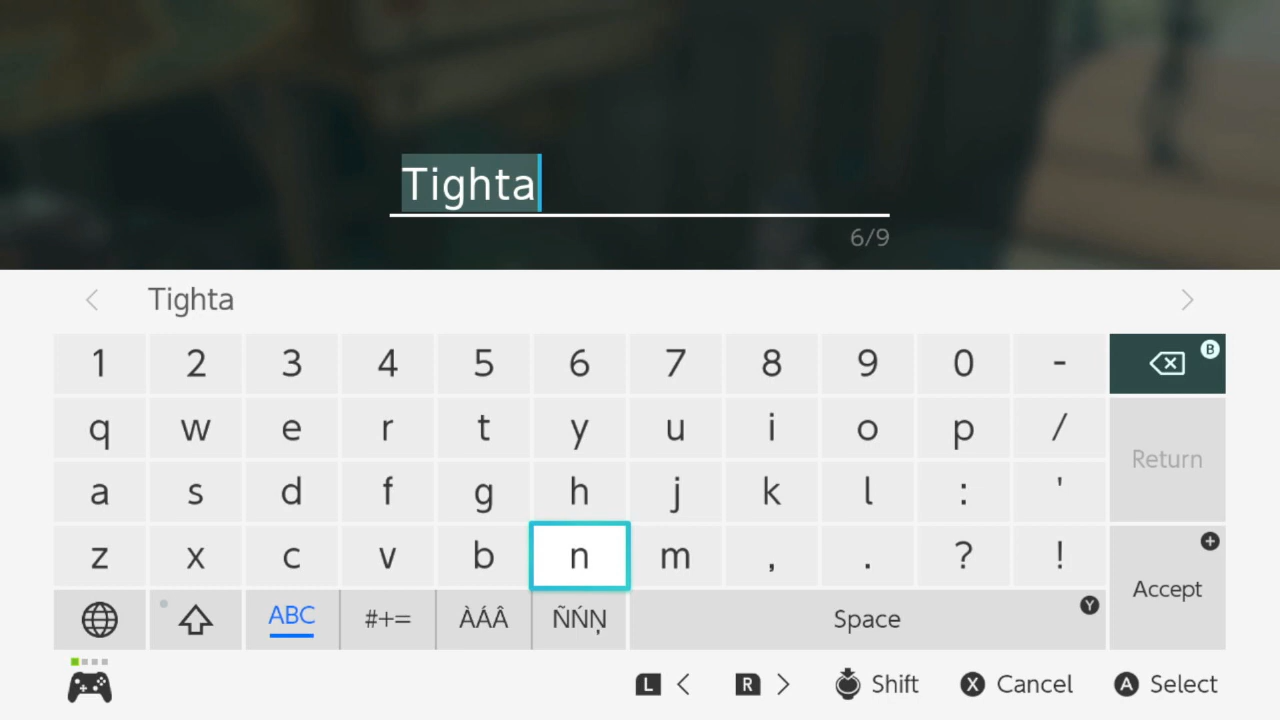 Tighta
6/9
< Tighta >
1 2 3 4 5 6 7 8 9 0 - B
q w e r t y u i o p / Return
a s d f g h j k l : '
z x c v b n m , . ? ! + Accept
ABC #+= ÀÁÂ ÑŃŅ Space Y
L < R > Shift X Cancel A Select